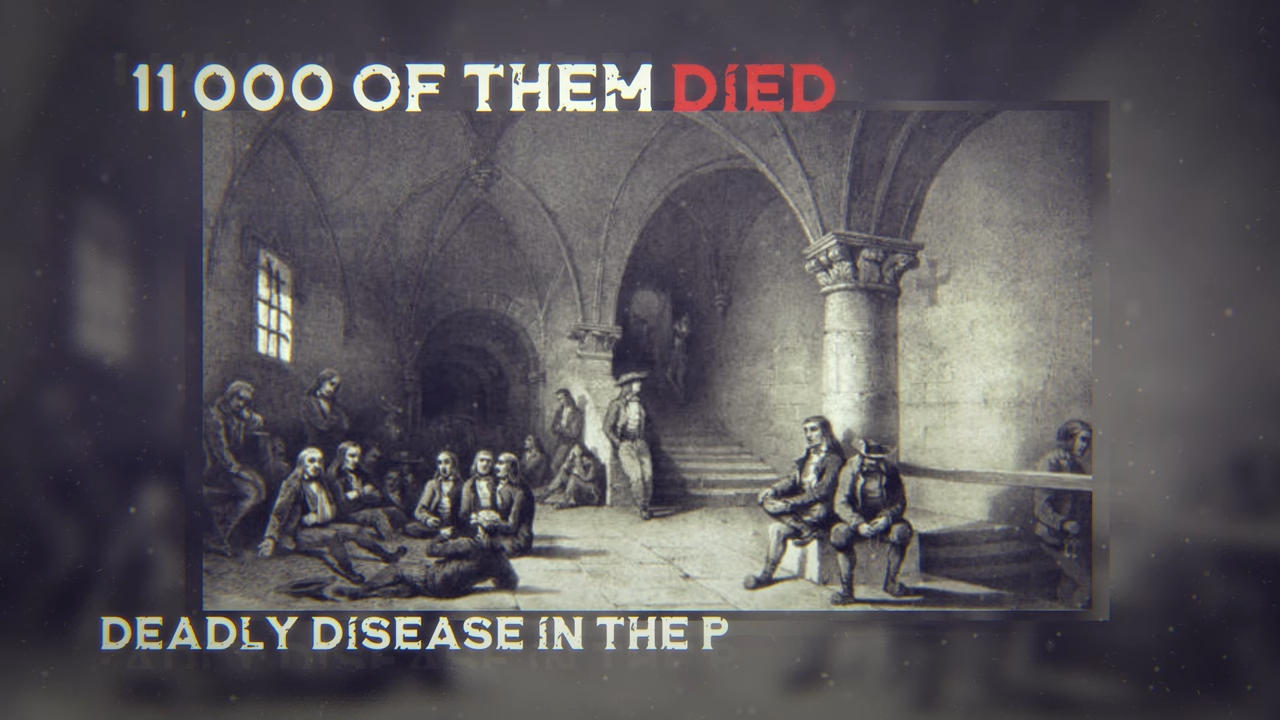 11,000 OF THEM DIED
DEADLY DISEASE IN THE P